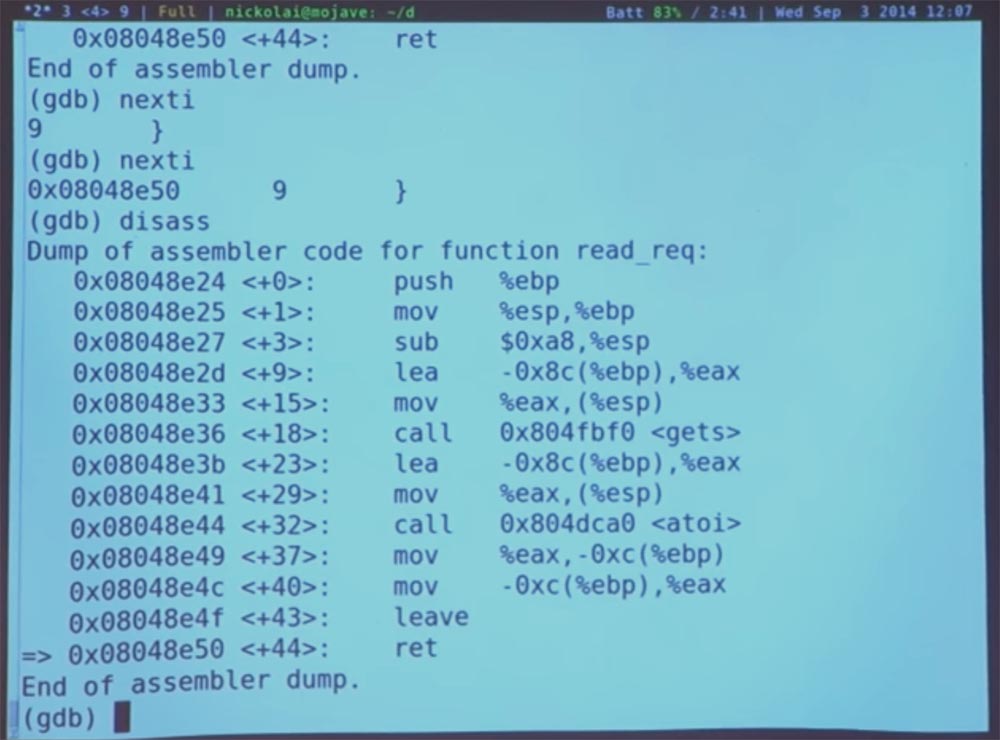 *2* 3 <4> 9 | Full | nickolai@mojave: ~/d Batt 83% / 2:41 | Wed Sep 3 2014 12:07
0x08048e50 <+44>: ret
End of assembler dump.
(gdb) nexti
9 }
(gdb) nexti
0x08048e50 9 }
(gdb) disass
Dump of assembler code for function read_req:
0x08048e24 <+0>: push %ebp
0x08048e25 <+1>: mov %esp,%ebp
0x08048e27 <+3>: sub $0xa8,%esp
0x08048e2d <+9>: lea -0x8c(%ebp),%eax
0x08048e33 <+15>: mov %eax,(%esp)
0x08048e36 <+18>: call 0x804fbf0 <gets>
0x08048e3b <+23>: lea -0x8c(%ebp),%eax
0x08048e41 <+29>: mov %eax,(%esp)
0x08048e44 <+32>: call 0x804dca0 <atoi>
0x08048e49 <+37>: mov %eax,-0xc(%ebp)
0x08048e4c <+40>: mov -0xc(%ebp),%eax
0x08048e4f <+43>: leave
=> 0x08048e50 <+44>: ret
End of assembler dump.
(gdb)